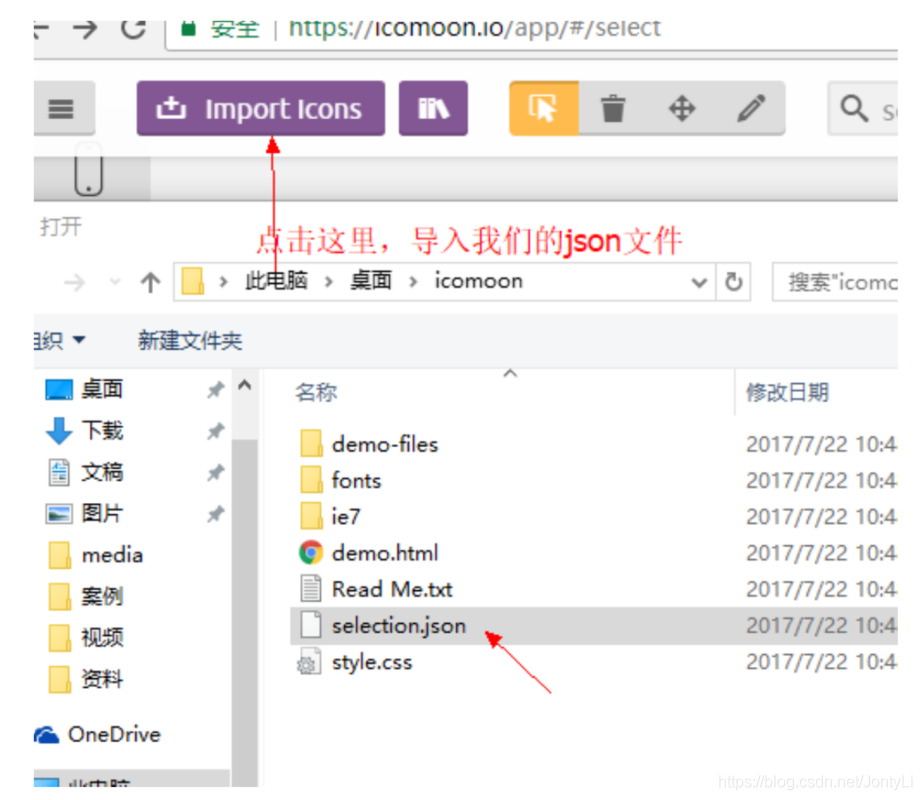 安全 | https://icomoon.io/app/#/select
Import Icons
打开
点击这里，导入我们的json文件
此电脑 › 桌面 › icomoon
搜索"icomo
组织
新建文件夹
名称
修改日期
桌面
下载
文稿
图片
media
案例
视频
资料
OneDrive
此电脑
demo-files 2017/7/22 10:4
fonts 2017/7/22 10:4
ie7 2017/7/22 10:4
demo.html 2017/7/22 10:4
Read Me.txt 2017/7/22 10:4
selection.json 2017/7/22 10:4
style.css 2017/7/22 10:4
https://blog.csdn.net/JontyLi